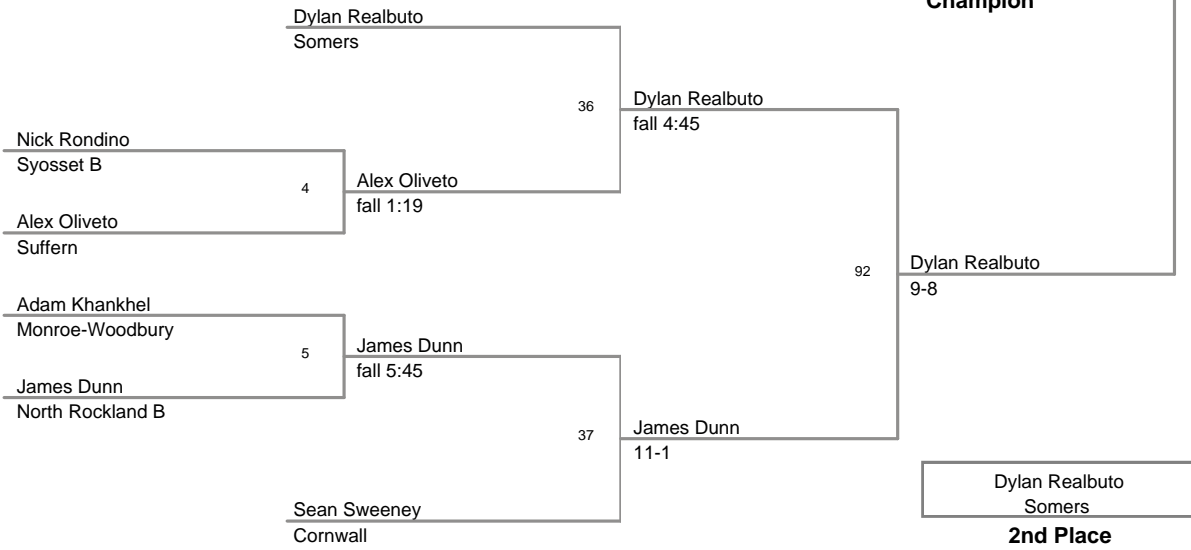 Champion
Dylan Realbuto
Somers
36
Dylan Realbuto
fall 4:45
Nick Rondino
Syosset B
4
Alex Oliveto
fall 1:19
Alex Oliveto
Suffern
92
Dylan Realbuto
9-8
Adam Khankhel
Monroe-Woodbury
5
James Dunn
fall 5:45
James Dunn
North Rockland B
37
James Dunn
11-1
Sean Sweeney
Cornwall
Dylan Realbuto
Somers
2nd Place